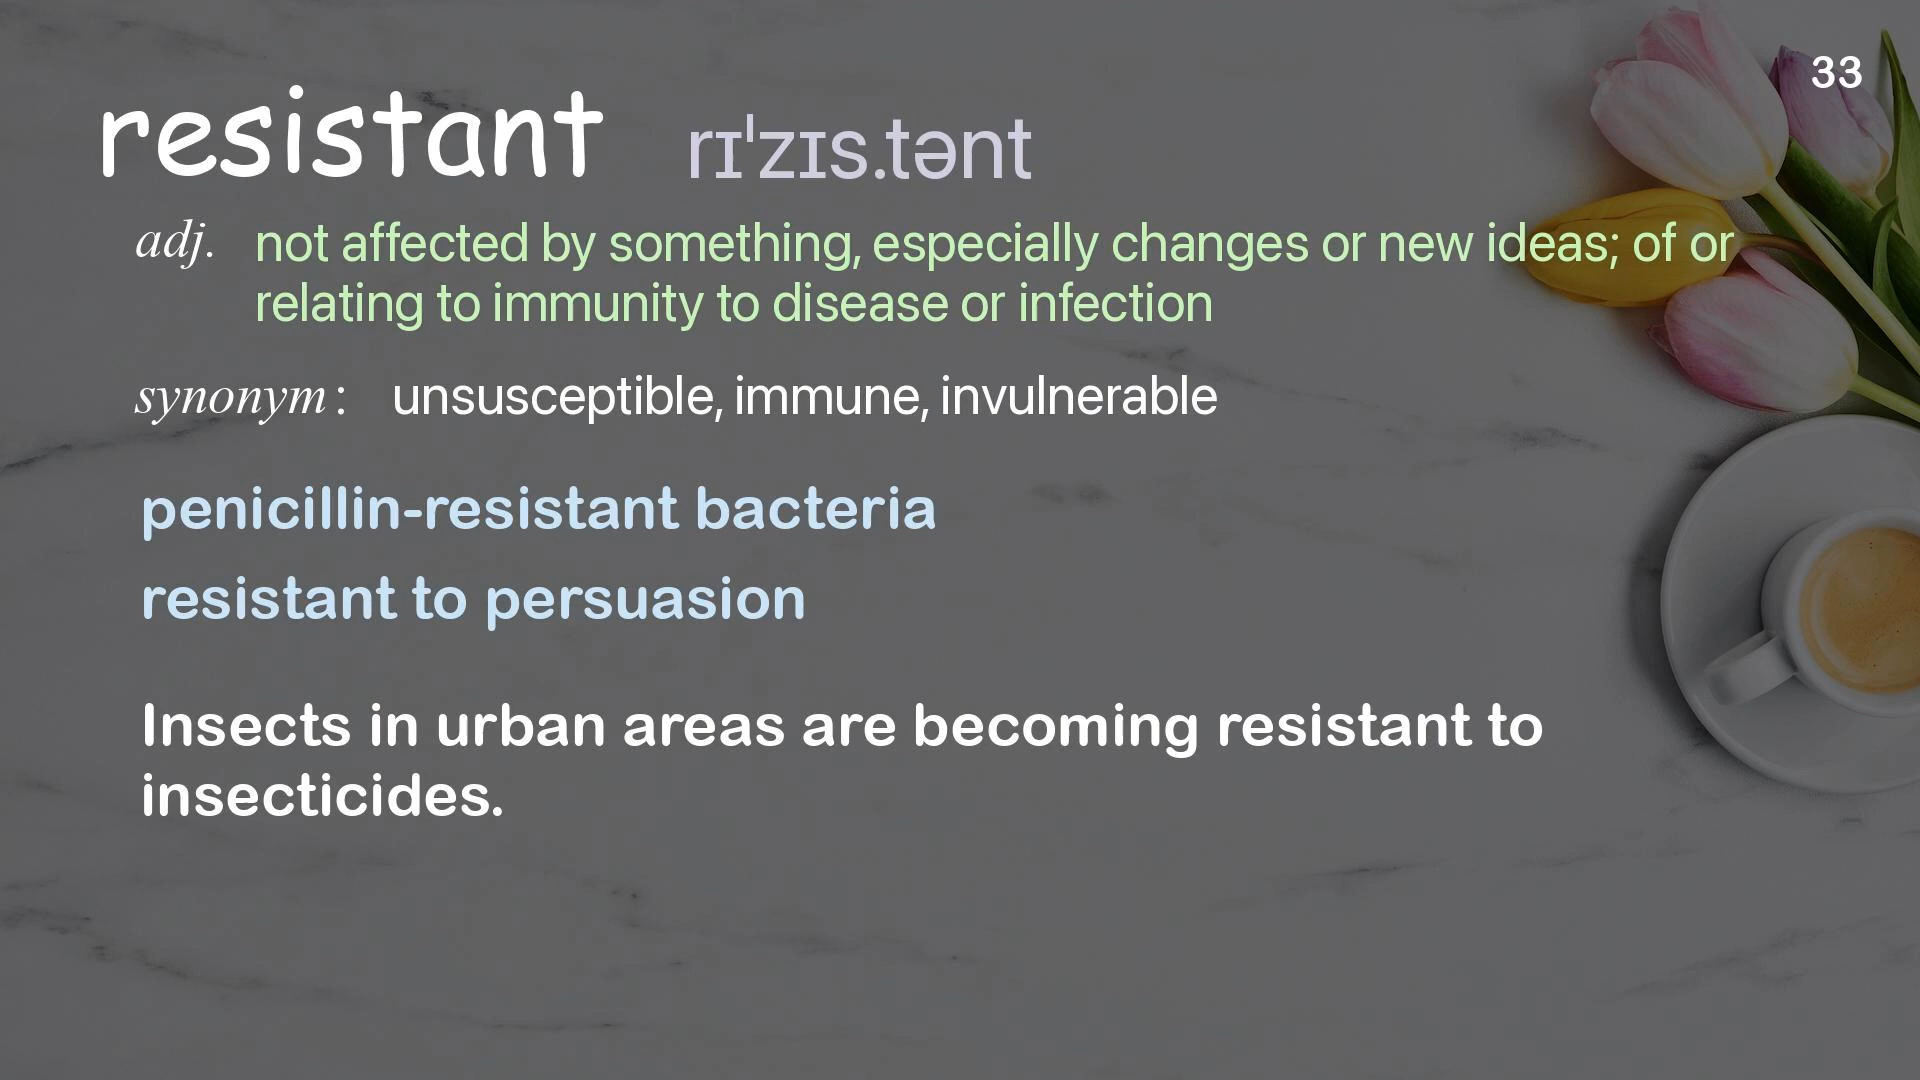 33
resistant rɪˈzɪs.tənt
adj. not affected by something, especially changes or new ideas; of or
relating to immunity to disease or infection
synonym: unsusceptible, immune, invulnerable
penicillin-resistant bacteria
resistant to persuasion
Insects in urban areas are becoming resistant to
insecticides.